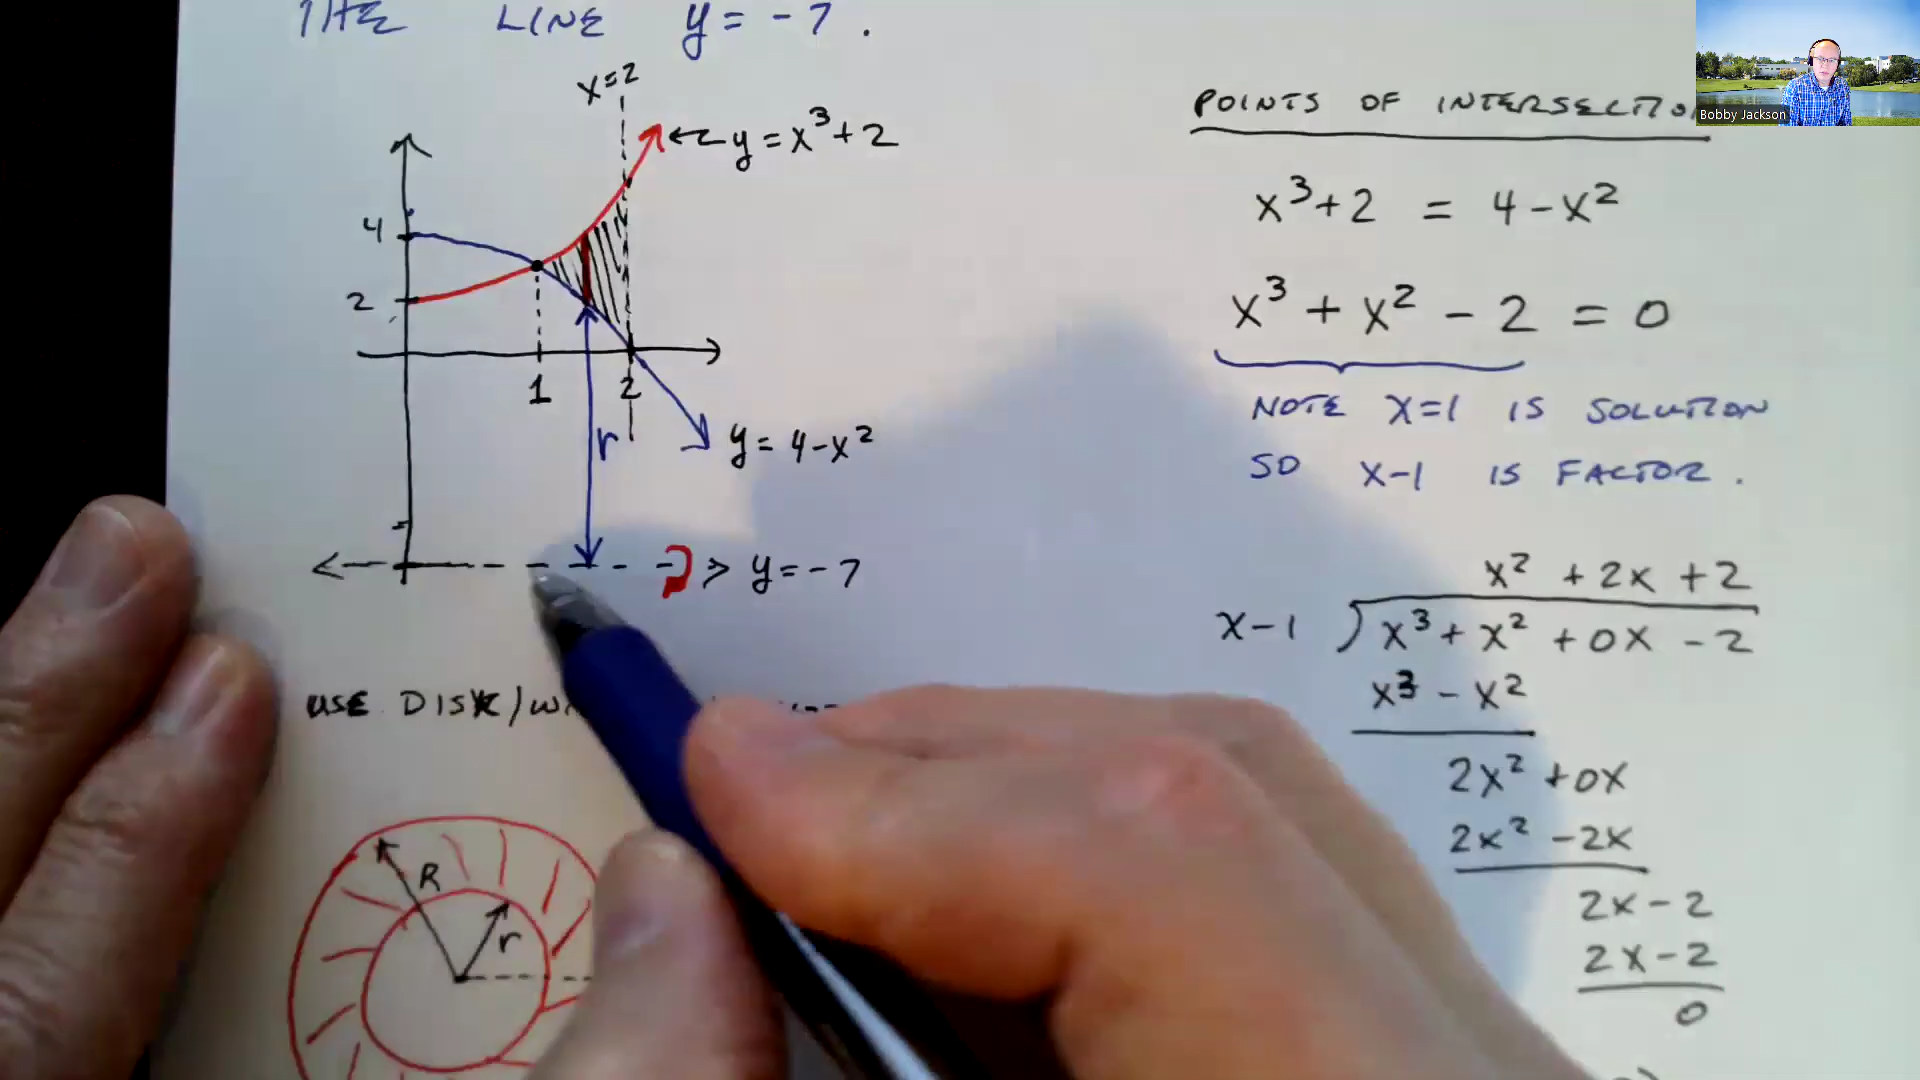 THE LINE y = -7 .
x=2
y = x³+2
4
2
1
2
r
y = 4-x²
y = -7
USE DISK/
R
r
POINTS OF
x³+2 = 4-x²
x³ + x² - 2 = 0
NOTE x=1 IS SOLUTION
SO x-1 IS FACTOR .
x² +2x +2
x-1 ) x³ + x² +0x -2
x³ - x²
2x² +0x
2x² -2x
2x-2
2x-2
0
Bobby Jackson